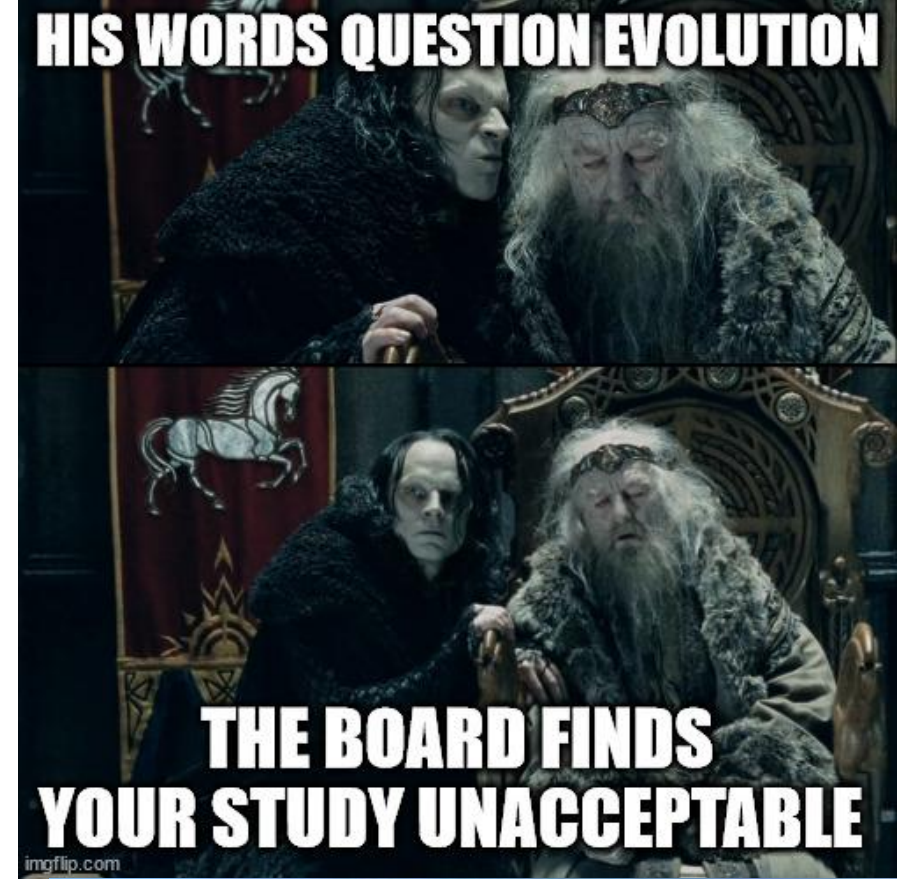 HIS WORDS QUESTION EVOLUTION
THE BOARD FINDS
YOUR STUDY UNACCEPTABLE
imgflip.com